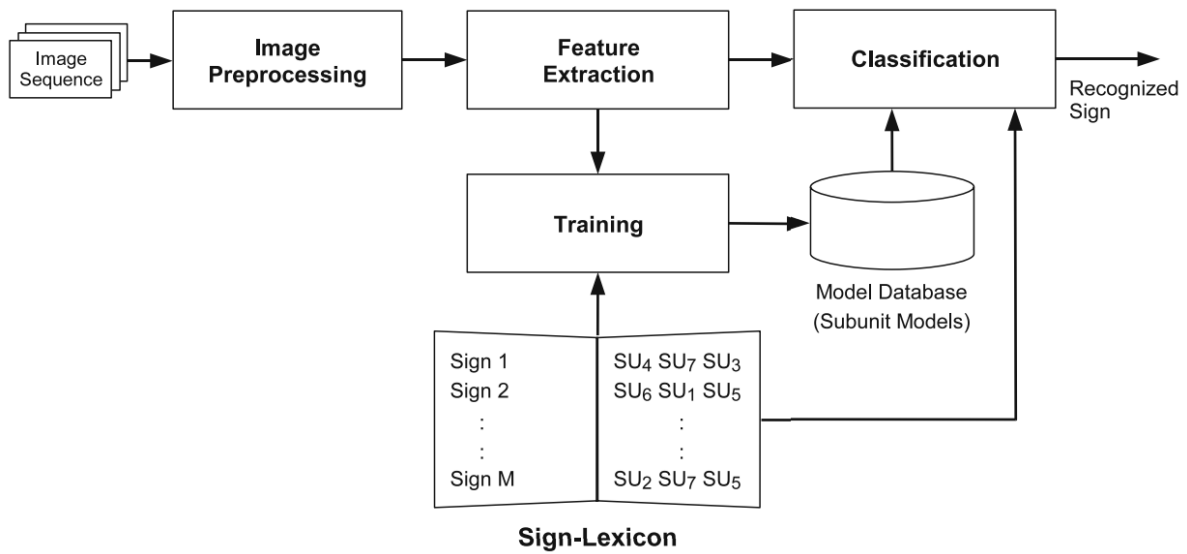 Image
Sequence
Image
Preprocessing
Feature
Extraction
Classification
Recognized
Sign
Training
Model Database
(Subunit Models)
Sign 1 SU₄ SU₇ SU₃
Sign 2 SU₆ SU₁ SU₅
: :
: :
Sign M SU₂ SU₇ SU₅
Sign-Lexicon